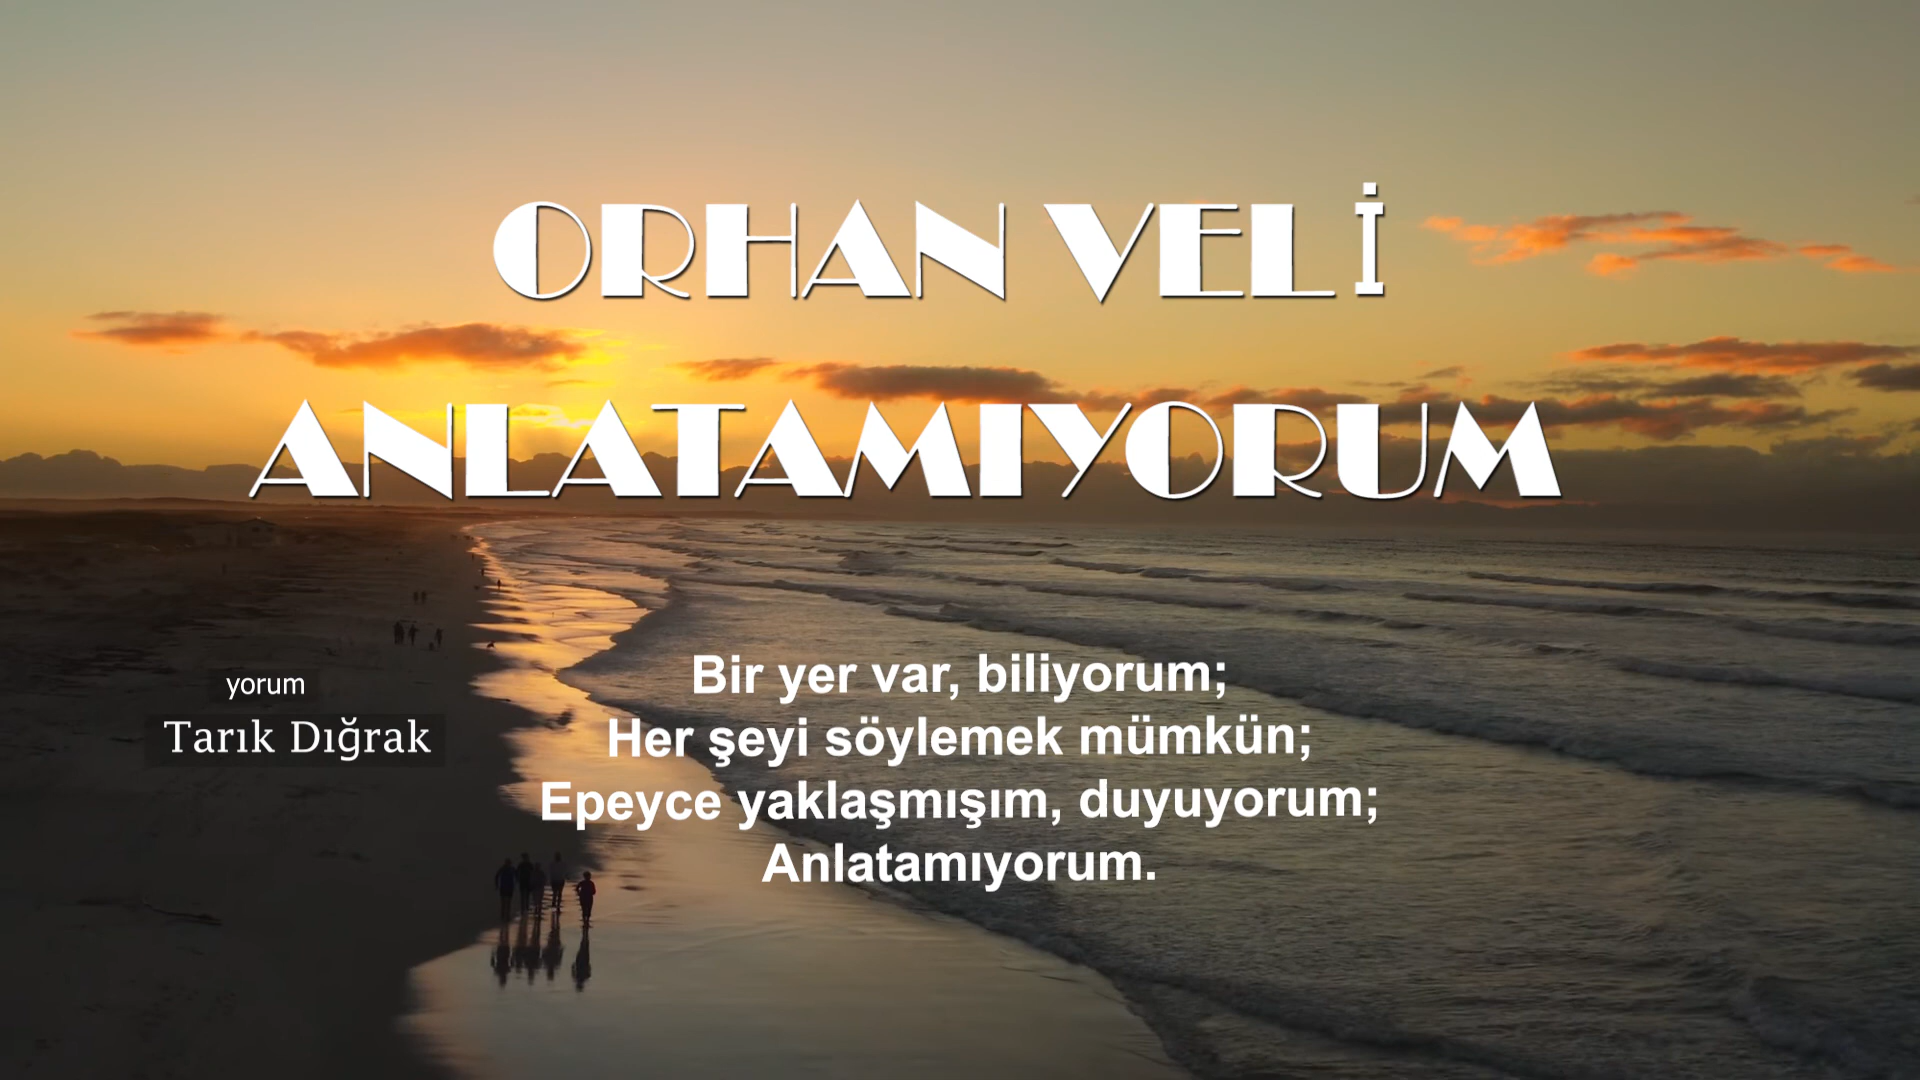 ORHAN VELİ
ANLATAMIYORUM
yorum
Tarık Dığrak
Bir yer var, biliyorum;
Her şeyi söylemek mümkün;
Epeyce yaklaşmışım, duyuyorum;
Anlatamıyorum.